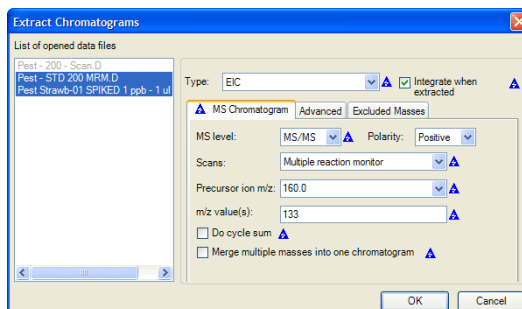 Extract Chromatograms
List of opened data files
Pest - 200 - Scan.D
Pest - STD 200 MRM.D
Pest Strawb-01 SPIKED 1 ppb - 1 ul
Type: EIC
Integrate when extracted
MS Chromatogram Advanced Excluded Masses
MS level: MS/MS Polarity: Positive
Scans: Multiple reaction monitor
Precursor ion m/z: 160.0
m/z value(s): 133
Do cycle sum
Merge multiple masses into one chromatogram
OK Cancel